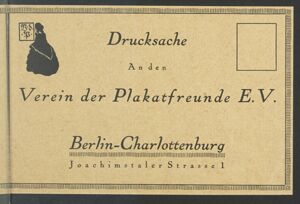 Drucksache
An den
Verein der Plakatfreunde E.V.
Berlin-Charlottenburg
Joachimstaler Strasse 1